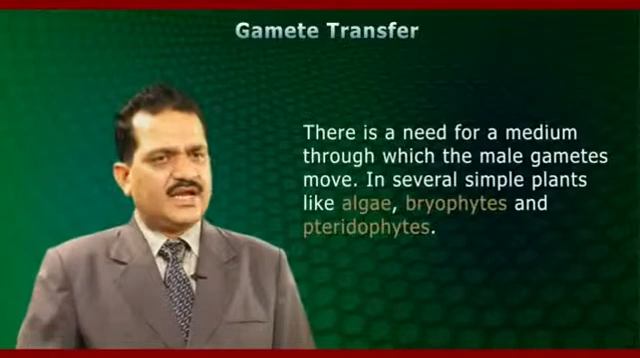 Gamete Transfer
There is a need for a medium
through which the male gametes
move. In several simple plants
like algae, bryophytes and
pteridophytes.